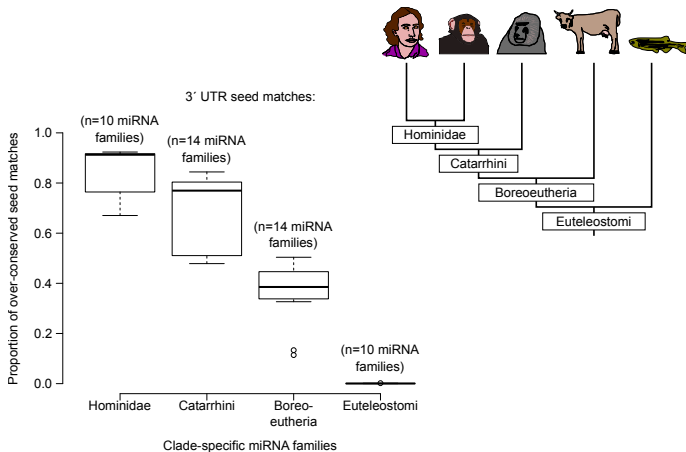 3´ UTR seed matches:
(n=10 miRNA
families)
(n=14 miRNA
families)
(n=14 miRNA
families)
(n=10 miRNA
families)
Proportion of over-conserved seed matches
1.0
0.8
0.6
0.4
0.2
0.0
Hominidae
Catarrhini
Boreo-
eutheria
Euteleostomi
Clade-specific miRNA families
Hominidae
Catarrhini
Boreoeutheria
Euteleostomi